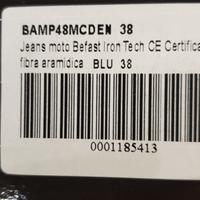 BAMP48MCDEN 38
Jeans moto Befast Iron Tech CE Certifica
fibra aramidica BLU 38
0001185413